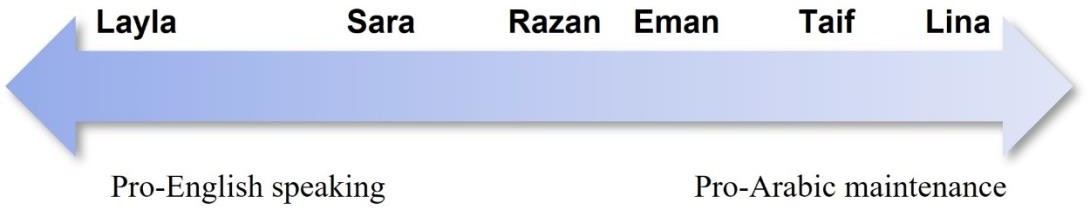 Layla Sara Razan Eman Taif Lina
Pro-English speaking Pro-Arabic maintenance